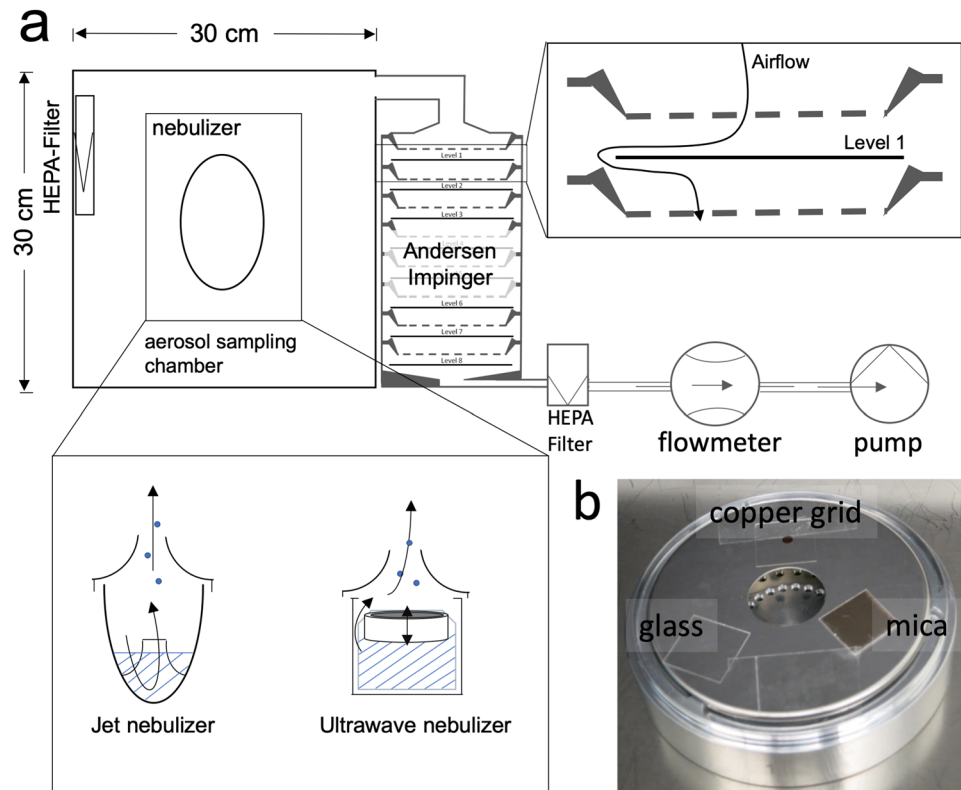 a
30 cm
30 cm
HEPA-Filter
nebulizer
aerosol sampling
chamber
Level 1
Level 2
Level 3
Andersen
Impinger
Level 6
Level 7
Level 8
Airflow
Level 1
HEPA
Filter
flowmeter
pump
Jet nebulizer
Ultrawave nebulizer
b
copper grid
glass
mica